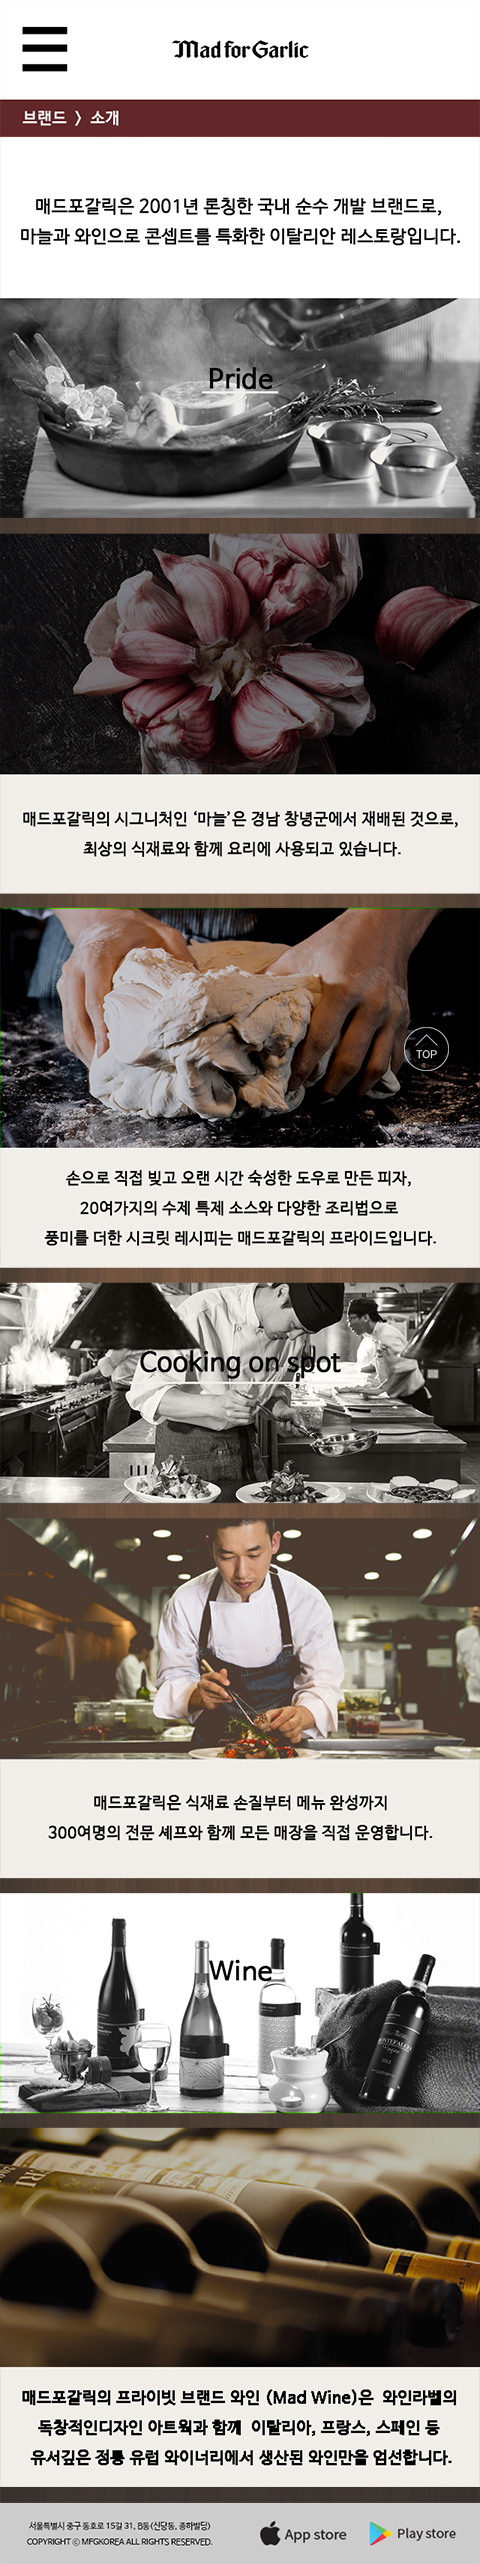 Mad for Garlic
브랜드 > 소개
매드포갈릭은 2001년 론칭한 국내 순수 개발 브랜드로,
마늘과 와인으로 콘셉트를 특화한 이탈리안 레스토랑입니다.
Pride
매드포갈릭의 시그니처인 ‘마늘’은 경남 창녕군에서 재배된 것으로,
최상의 식재료와 함께 요리에 사용되고 있습니다.
TOP
손으로 직접 빚고 오랜 시간 숙성한 도우로 만든 피자,
20여가지의 수제 특제 소스와 다양한 조리법으로
풍미를 더한 시크릿 레시피는 매드포갈릭의 프라이드입니다.
Cooking on spot
매드포갈릭은 식재료 손질부터 메뉴 완성까지
300여명의 전문 셰프와 함께 모든 매장을 직접 운영합니다.
Wine
매드포갈릭의 프라이빗 브랜드 와인 (Mad Wine)은 와인라벨의
독창적인디자인 아트웍과 함께 이탈리아, 프랑스, 스페인 등
유서깊은 정통 유럽 와이너리에서 생산된 와인만을 엄선합니다.
서울특별시 중구 동호로 15길 31, B동(신당동, 종하빌딩)
COPYRIGHT ⓒ MFGKOREA ALL RIGHTS RESERVED.
App store
Play store